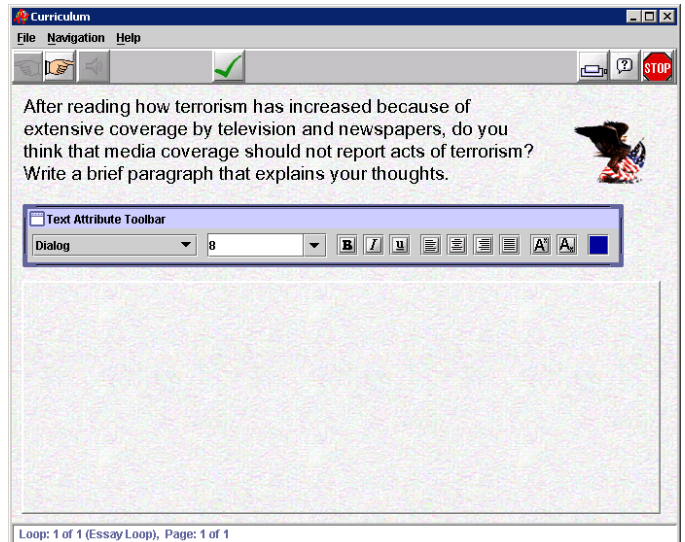 Curriculum
File Navigation Help
STOP
After reading how terrorism has increased because of
extensive coverage by television and newspapers, do you
think that media coverage should not report acts of terrorism?
Write a brief paragraph that explains your thoughts.
Text Attribute Toolbar
Dialog 8 B I u A A
Loop: 1 of 1 (Essay Loop), Page: 1 of 1